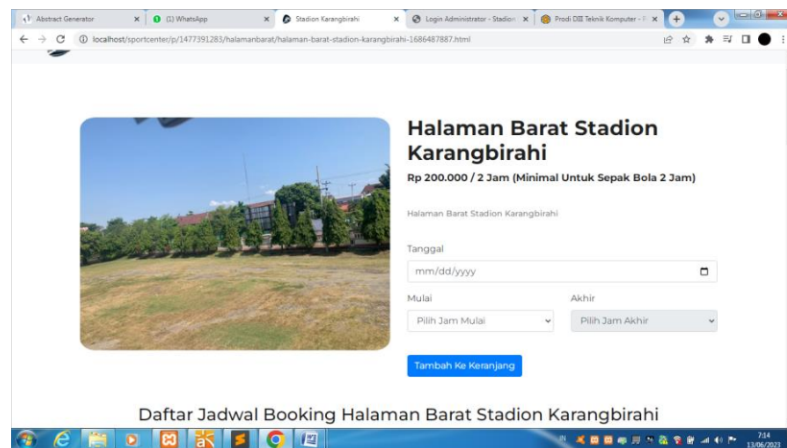 Abstract Generator
(1) WhatsApp
Stadion Karangbirahi
Login Administrator - Stadion
Prodi DIII Teknik Komputer -
localhost/sportcenter/p/1477391283/halamanbarat/halaman-barat-stadion-karangbirahi-1686487887.html
Halaman Barat Stadion
Karangbirahi
Rp 200.000 / 2 Jam (Minimal Untuk Sepak Bola 2 Jam)
Halaman Barat Stadion Karangbirahi
Tanggal
mm/dd/yyyy
Mulai Akhir
Pilih Jam Mulai Pilih Jam Akhir
Tambah Ke Keranjang
Daftar Jadwal Booking Halaman Barat Stadion Karangbirahi
7:14
13/06/2023